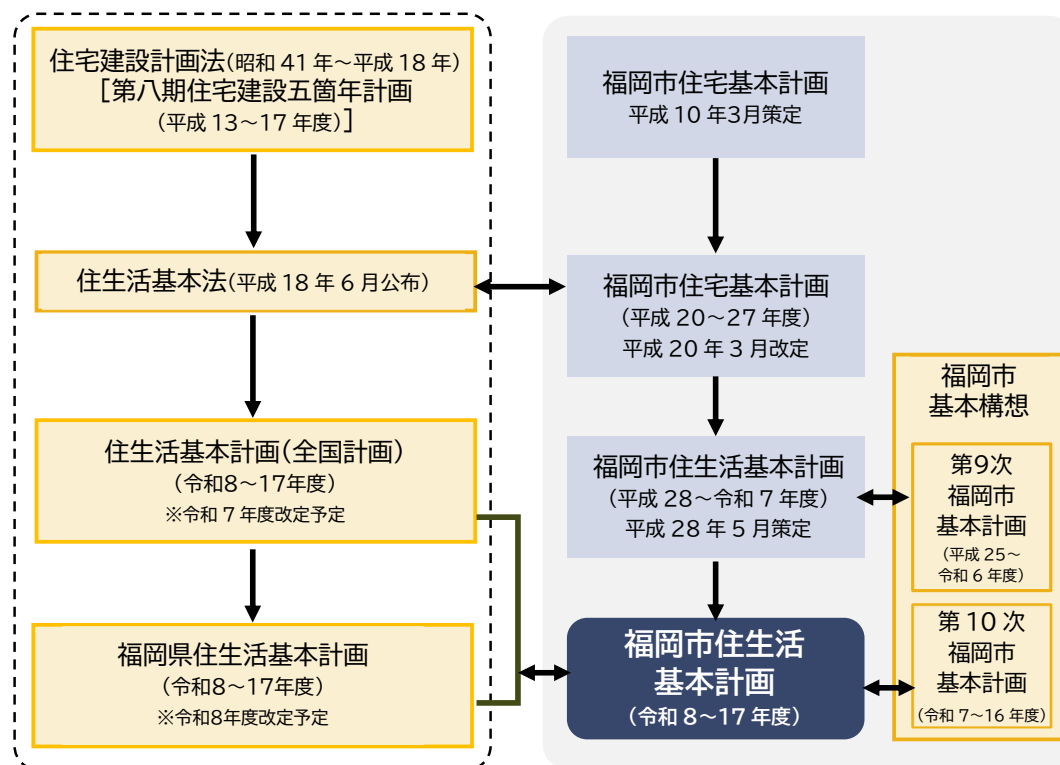 住宅建設計画法(昭和 41 年～平成 18 年)
[第八期住宅建設五箇年計画
(平成 13～17 年度)]
住生活基本法(平成 18 年 6 月公布)
住生活基本計画(全国計画)
(令和8～17年度)
※令和 7 年度改定予定
福岡県住生活基本計画
(令和8～17年度)
※令和8年度改定予定
福岡市住宅基本計画
平成 10 年3月策定
福岡市住宅基本計画
(平成 20～27 年度)
平成 20 年 3 月改定
福岡市住生活基本計画
(平成 28～令和 7 年度)
平成 28 年 5 月策定
福岡市住生活
基本計画
(令和 8～17 年度)
福岡市
基本構想
第9次
福岡市
基本計画
(平成 25～
令和 6 年度)
第 10 次
福岡市
基本計画
(令和 7～16 年度)